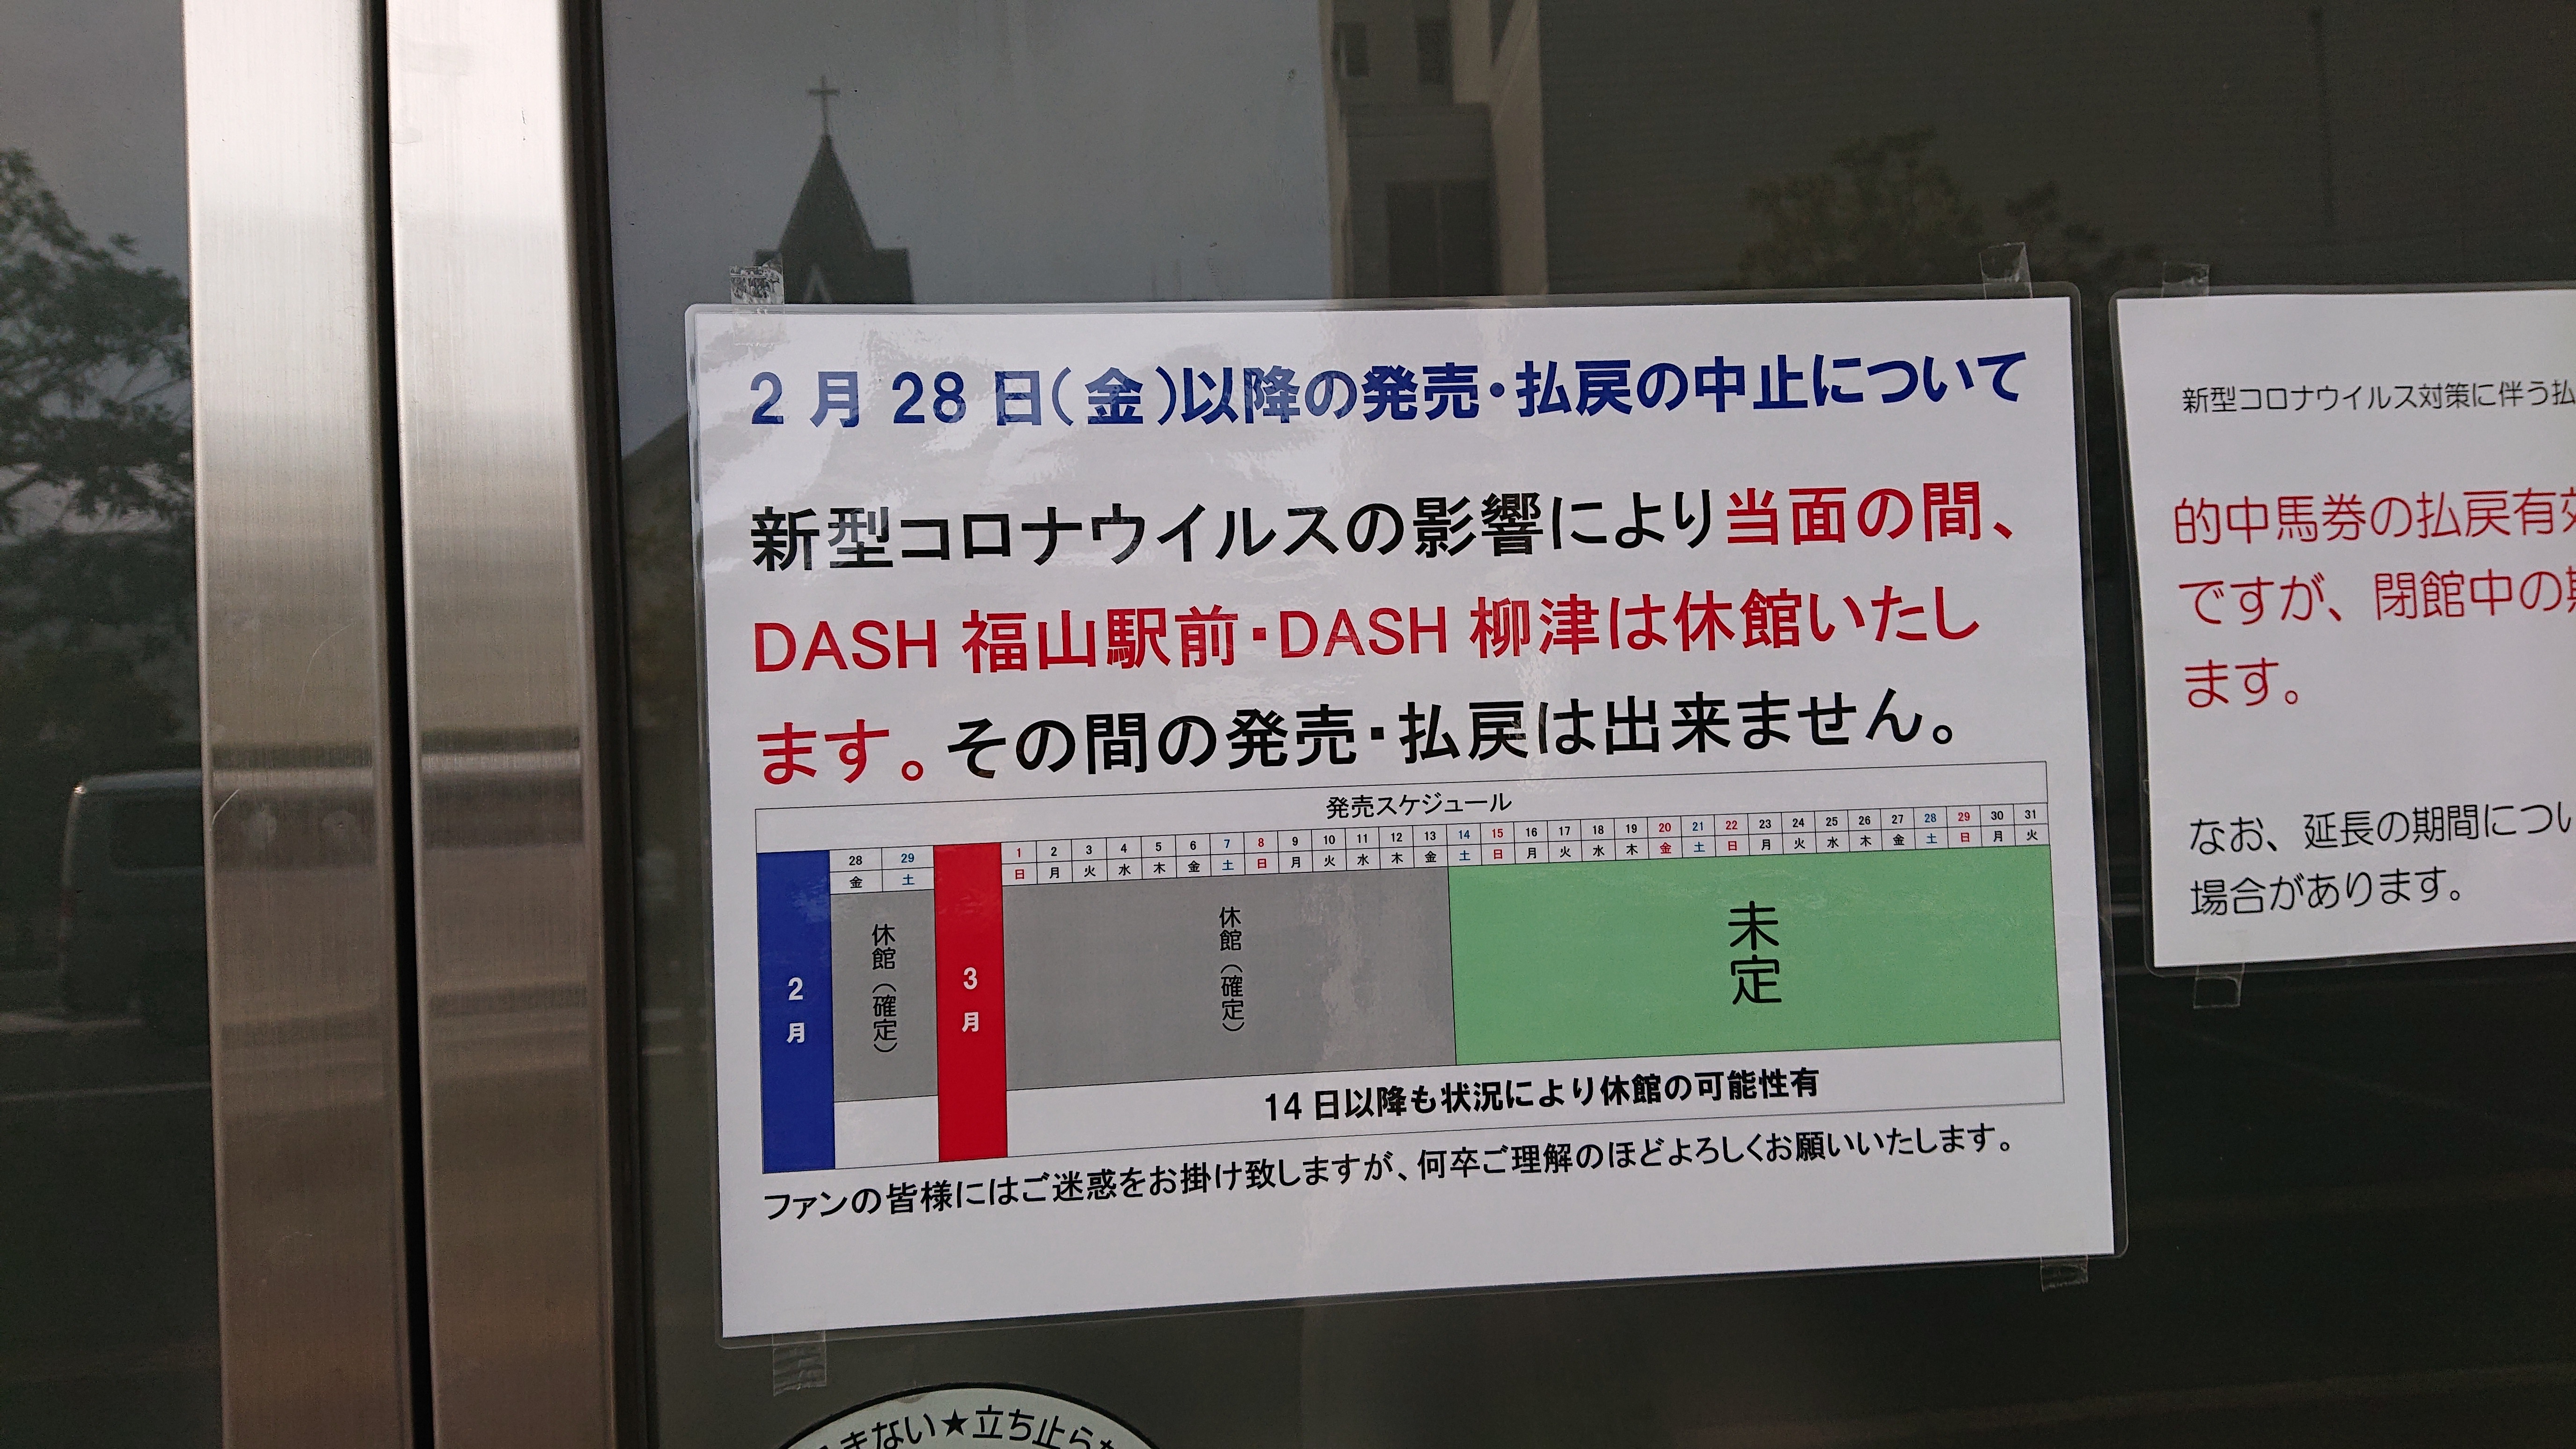 2月28日(金)以降の発売・払戻の中止について
新型コロナウイルスの影響により当面の間、
DASH 福山駅前・DASH 柳津は休館いたし
ます。その間の発売・払戻は出来ません。
発売スケジュール
28 29 1 2 3 4 5 6 7 8 9 10 11 12 13 14 15 16 17 18 19 20 21 22 23 24 25 26 27 28 29 30 31
金 土 日 月 火 水 木 金 土 日 月 火 水 木 金 土 日 月 火 水 木 金 土 日 月 火 水 木 金 土 日 月 火
2月
休館(確定)
3月
休館(確定)
未定
14日以降も状況により休館の可能性有
ファンの皆様にはご迷惑をお掛け致しますが、何卒ご理解のほどよろしくお願いいたします。
新型コロナウイルス対策に伴う払
的中馬券の払戻有効
ですが、閉館中の
ます。
なお、延長の期間につい
場合があります。
まない★立ち止ら